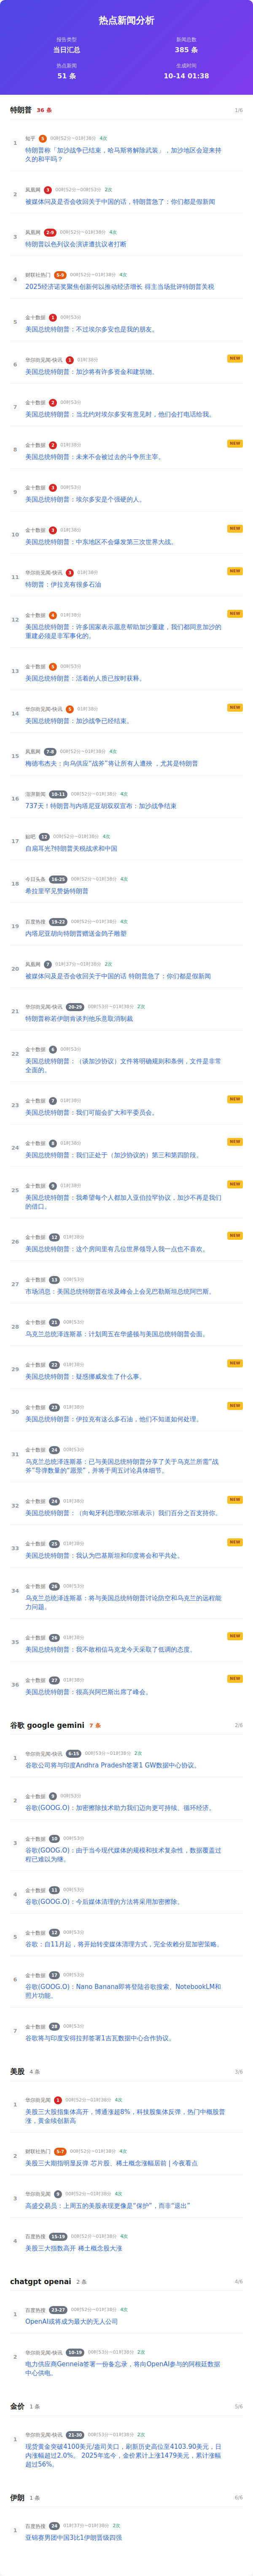 热点新闻分析
报告类型
当日汇总
新闻总数
385 条
热点新闻
51 条
生成时间
10-14 01:38
特朗普 36 条 1/6
1 知乎 5 00时52分~01时38分 4次
特朗普称「加沙战争已结束，哈马斯将解除武装」，加沙地区会迎来持
久的和平吗？
2 凤凰网 3 00时52分~00时53分 2次
被媒体问及是否会收回关于中国的话，特朗普急了：你们都是假新闻
3 凤凰网 2-9 00时52分~01时38分 4次
特朗普以色列议会演讲遭抗议者打断
4 财联社热门 5-9 00时52分~01时38分 4次
2025经济诺奖聚焦创新何以推动经济增长 得主当场批评特朗普关税
5 金十数据 1 00时53分
美国总统特朗普：不过埃尔多安也是我的朋友。
6 华尔街见闻-快讯 1 01时38分 NEW
美国总统特朗普：加沙将有许多资金和建筑物。
7 金十数据 2 00时53分
美国总统特朗普：当北约对埃尔多安有意见时，他们会打电话给我。
8 金十数据 2 01时38分 NEW
美国总统特朗普：未来不会被过去的斗争所主宰。
9 金十数据 3 00时53分
美国总统特朗普：埃尔多安是个强硬的人。
10 金十数据 3 01时38分 NEW
美国总统特朗普：中东地区不会爆发第三次世界大战。
11 华尔街见闻-快讯 3 01时38分 NEW
特朗普：伊拉克有很多石油
12 金十数据 4 01时38分 NEW
美国总统特朗普：许多国家表示愿意帮助加沙重建，我们都同意加沙的
重建必须是非军事化的。
13 金十数据 5 00时53分
美国总统特朗普：活着的人质已按时获释。
14 华尔街见闻-快讯 5 01时38分 NEW
美国总统特朗普：加沙战争已经结束。
15 凤凰网 7-8 00时52分~01时38分 4次
梅德韦杰夫：向乌供应“战斧”将让所有人遭殃 ，尤其是特朗普
16 澎湃新闻 10-11 00时52分~01时38分 4次
737天！特朗普与内塔尼亚胡双双宣布：加沙战争结束
17 贴吧 12 00时52分~01时38分 4次
自扇耳光?特朗普关税战求和中国
18 今日头条 16-25 00时52分~01时38分 4次
希拉里罕见赞扬特朗普
19 百度热搜 19-22 00时52分~01时38分 4次
内塔尼亚胡向特朗普赠送金鸽子雕塑
20 凤凰网 7 01时37分~01时38分 2次
被媒体问及是否会收回关于中国的话 特朗普急了：你们都是假新闻
21 华尔街见闻-快讯 20-29 00时53分~01时38分 2次
特朗普称若伊朗肯谈判他乐意取消制裁
22 金十数据 6 00时53分
美国总统特朗普：（谈加沙协议）文件将明确规则和条例，文件是非常
全面的。
23 金十数据 7 01时38分 NEW
美国总统特朗普：我们可能会扩大和平委员会。
24 金十数据 8 01时38分 NEW
美国总统特朗普：我们正处于（加沙协议的）第三和第四阶段。
25 金十数据 9 01时38分 NEW
美国总统特朗普：我希望每个人都加入亚伯拉罕协议，加沙不再是我们
的借口。
26 金十数据 12 01时38分 NEW
美国总统特朗普：这个房间里有几位世界领导人我一点也不喜欢。
27 金十数据 13 00时53分
市场消息：美国总统特朗普在埃及峰会上会见巴勒斯坦总统阿巴斯。
28 金十数据 21 00时53分
乌克兰总统泽连斯基：计划周五在华盛顿与美国总统特朗普会面。
29 金十数据 22 01时38分 NEW
美国总统特朗普：疑惑挪威发生了什么事。
30 金十数据 23 01时38分 NEW
美国总统特朗普：伊拉克有这么多石油，他们不知道如何处理。
31 金十数据 24 00时53分
乌克兰总统泽连斯基：已与美国总统特朗普分享了关于乌克兰所需“战
斧”导弹数量的“愿景”，并将于周五讨论具体细节。
32 金十数据 24 01时38分 NEW
美国总统特朗普：（向匈牙利总理欧尔班表示）我们百分之百支持你。
33 金十数据 25 01时38分 NEW
美国总统特朗普：我认为巴基斯坦和印度将会和平共处。
34 金十数据 26 00时53分
乌克兰总统泽连斯基：将与美国总统特朗普讨论防空和乌克兰的远程能
力问题。
35 金十数据 26 01时38分 NEW
美国总统特朗普：我不敢相信马克龙今天采取了低调的态度。
36 金十数据 27 01时38分 NEW
美国总统特朗普：很高兴阿巴斯出席了峰会。
谷歌 google gemini 7 条 2/6
1 华尔街见闻-快讯 6-15 00时53分~01时38分 2次
谷歌公司将与印度Andhra Pradesh签署1 GW数据中心协议。
2 金十数据 9 00时53分
谷歌(GOOG.O)：加密擦除技术助力我们迈向更可持续、循环经济。
3 金十数据 10 00时53分
谷歌(GOOG.O)：由于当今现代媒体的规模和技术复杂性，数据覆盖过
程已难以为继。
4 金十数据 11 00时53分
谷歌(GOOG.O)：今后媒体清理的方法将采用加密擦除。
5 金十数据 12 00时53分
谷歌：自11月起，将开始转变媒体清理方式，完全依赖分层加密策略。
6 金十数据 17 00时53分
谷歌(GOOG.O)：Nano Banana即将登陆谷歌搜索、NotebookLM和
照片功能。
7 金十数据 28 00时53分
谷歌将与印度安得拉邦签署1吉瓦数据中心合作协议。
美股 4 条 3/6
1 华尔街见闻 1 00时52分~01时38分 4次
美股三大股指集体高开，博通涨超8%，科技股集体反弹，热门中概股普
涨，黄金续创新高
2 财联社热门 5-7 00时52分~01时38分 4次
美股三大期指明显反弹 芯片股、稀土概念涨幅居前 | 今夜看点
3 华尔街见闻 9 00时52分~01时38分 4次
高盛交易员：上周五的美股表现更像是“保护”，而非“退出”
4 百度热搜 15-19 00时52分~01时38分 4次
美股三大指数高开 稀土概念股大涨
chatgpt openai 2 条 4/6
1 百度热搜 23-27 00时52分~01时38分 4次
OpenAI或将成为最大的无人公司
2 华尔街见闻-快讯 10-19 00时53分~01时38分 2次
电力供应商Genneia签署一份备忘录，将向OpenAI参与的阿根廷数据
中心供电。
金价 1 条 5/6
1 华尔街见闻-快讯 21-30 00时53分~01时38分 2次
现货黄金突破4100美元/盎司关口，刷新历史高位至4103.90美元，日
内涨幅超过2.0%。 2025年迄今，金价累计上涨1479美元，累计涨幅
超过56%。
伊朗 1 条 6/6
1 百度热搜 24 01时37分~01时38分 2次
亚锦赛男团中国3比1伊朗晋级四强